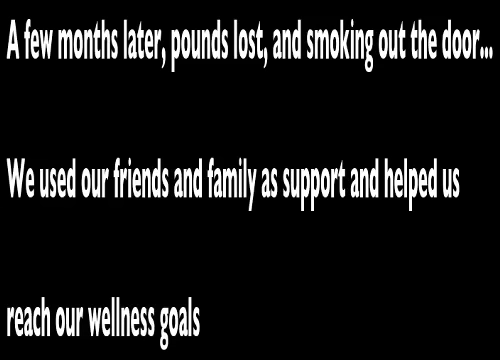 A few months later, pounds lost, and smoking out the door...
We used our friends and family as support and helped us
reach our wellness goals